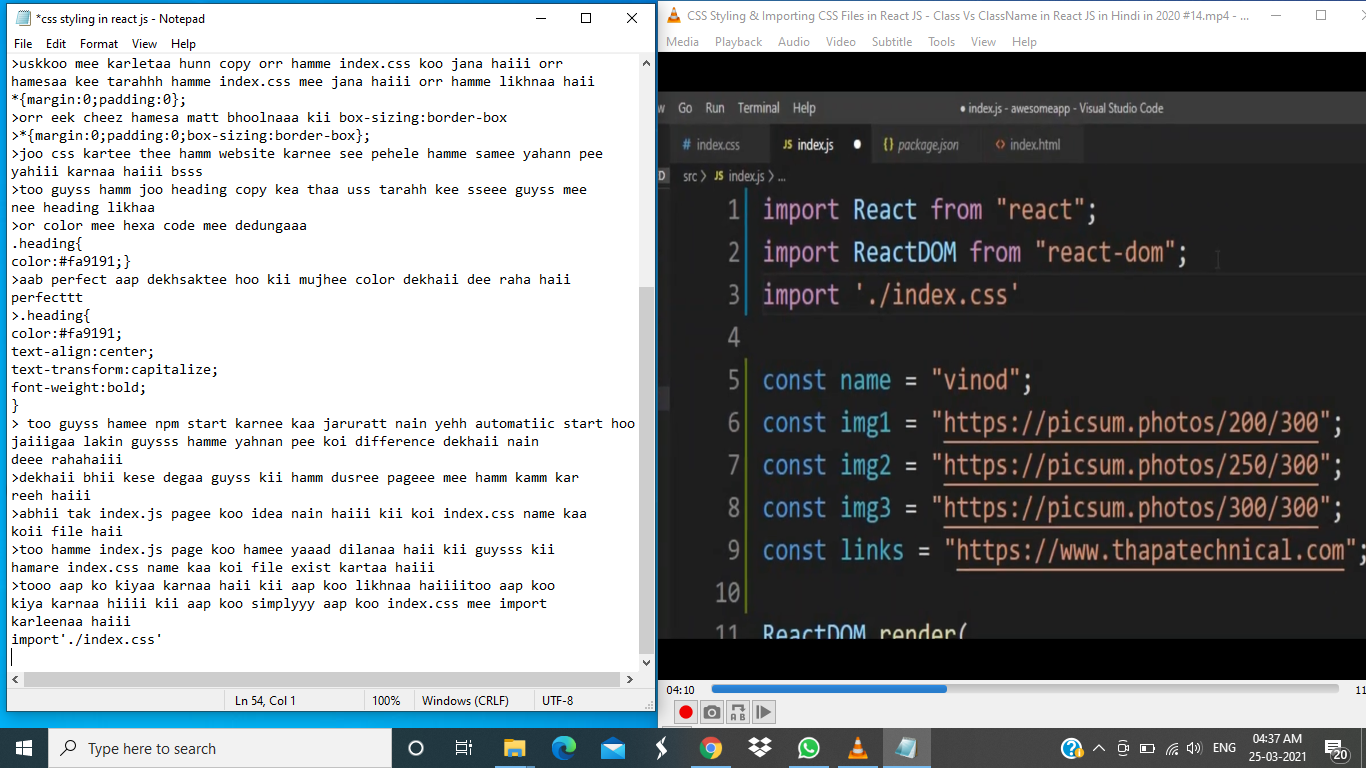 *css styling in react js - Notepad
File Edit Format View Help
>uskkoo mee karletaa hunn copy orr hamme index.css koo jana haiii orr
hamesaa kee tarahhh hamme index.css mee jana haiii orr hamme likhnaa haii
*{margin:0;padding:0};
>orr eek cheez hamesa matt bhoolnaaa kii box-sizing:border-box
>*{margin:0;padding:0;box-sizing:border-box};
>joo css kartee thee hamm website karnee see pehele hamme samee yahann pee
yahiii karnaa haiii bsss
>too guyss hamm joo heading copy kea thaa uss tarahh kee sseee guyss mee
nee heading likhaa
>or color mee hexa code mee dedungaaa
.heading{
color:#fa9191;}
>aab perfect aap dekhsaktee hoo kii mujhee color dekhaii dee raha haii
perfecttt
>.heading{
color:#fa9191;
text-align:center;
text-transform:capitalize;
font-weight:bold;
}
> too guyss hamee npm start karnee kaa jaruratt nain yehh automatiic start hoo
jaiiigaa lakin guysss hamme yahnan pee koi difference dekhaii nain
deee rahahaiii
>dekhaii bhii kese degaa guyss kii hamm dusree pageee mee hamm kamm kar
reeh haiii
>abhii tak index.js pagee koo idea nain haiii kii koi index.css name kaa
koii file haii
>too hamme index.js page koo hamee yaaad dilanaa haii kii guysss kii
hamare index.css name kaa koi file exist kartaa haiii
>tooo aap ko kiyaa karnaa haii kii aap koo likhnaa haiiiitoo aap koo
kiya karnaa hiiii kii aap koo simplyyy aap koo index.css mee import
karleenaa haiii
import'./index.css'
Ln 54, Col 1 100% Windows (CRLF) UTF-8
CSS Styling & Importing CSS Files in React JS - Class Vs ClassName in React JS in Hindi in 2020 #14.mp4 - ...
Media Playback Audio Video Subtitle Tools View Help
w Go Run Terminal Help ● index.js - awesomeapp - Visual Studio Code
# index.css JS index.js ● {} package.json <> index.html
D src > JS index.js > ...
1 import React from "react";
2 import ReactDOM from "react-dom";
3 import './index.css'
4
5 const name = "vinod";
6 const img1 = "https://picsum.photos/200/300";
7 const img2 = "https://picsum.photos/250/300";
8 const img3 = "https://picsum.photos/300/300";
9 const links = "https://www.thapatechnical.com";
10
11 ReactDOM.render(
04:10 11
A B
Type here to search
ENG
04:37 AM
25-03-2021
20